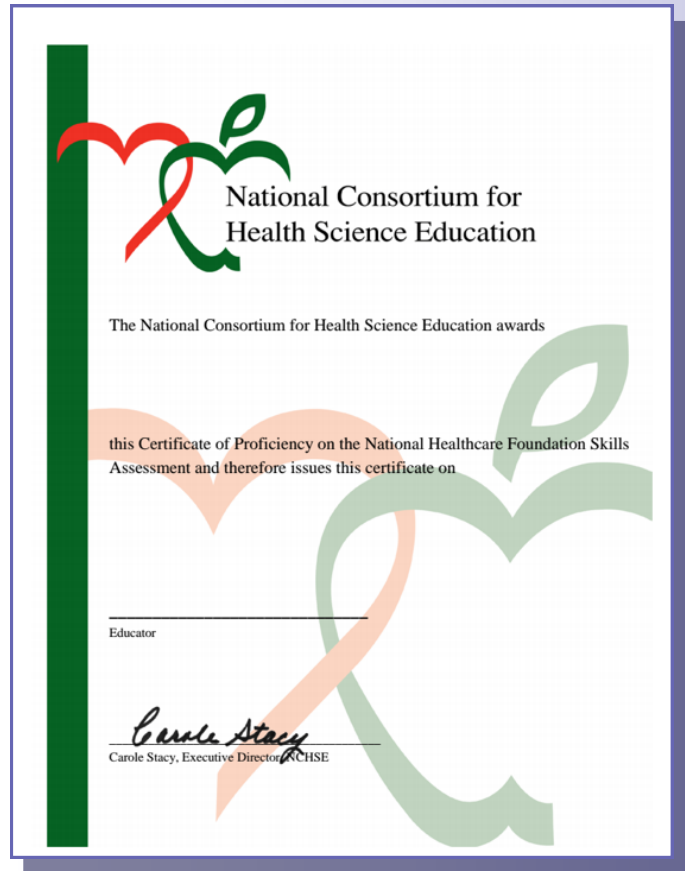 National Consortium for
Health Science Education
The National Consortium for Health Science Education awards
this Certificate of Proficiency on the National Healthcare Foundation Skills
Assessment and therefore issues this certificate on
Educator
Carole Stacy
Carole Stacy, Executive Director, NCHSE